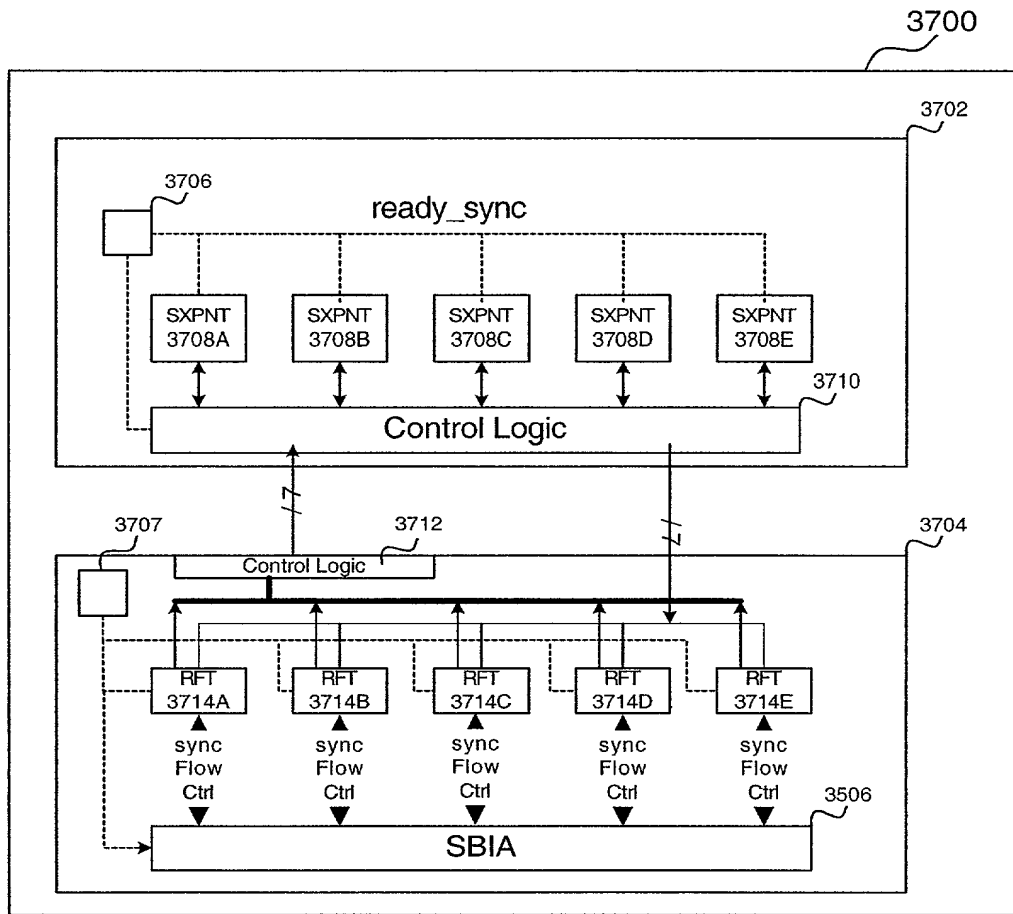 3700
3702
3706
ready_sync
SXPNT
3708A
SXPNT
3708B
SXPNT
3708C
SXPNT
3708D
SXPNT
3708E
3710
Control Logic
17
17
3707
3712
3704
Control Logic
RFT
3714A
RFT
3714B
RFT
3714C
RFT
3714D
RFT
3714E
sync
Flow
Ctrl
sync
Flow
Ctrl
sync
Flow
Ctrl
sync
Flow
Ctrl
sync
Flow
Ctrl
3506
SBIA